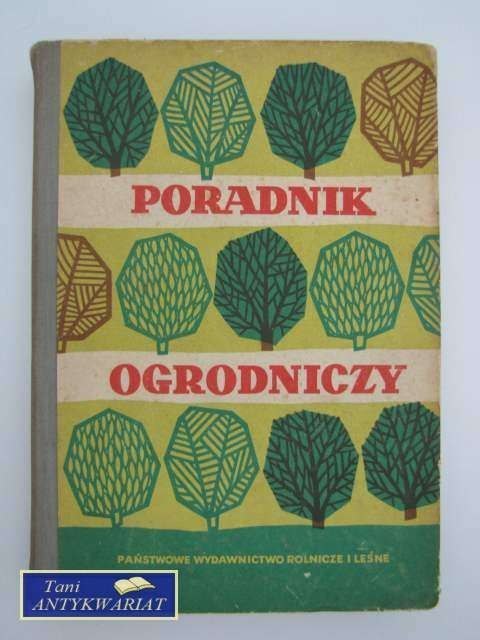 PORADNIK
OGRODNICZY
PAŃSTWOWE WYDAWNICTWO ROLNICZE I LEŚNE
Tani
ANTYKWARIAT